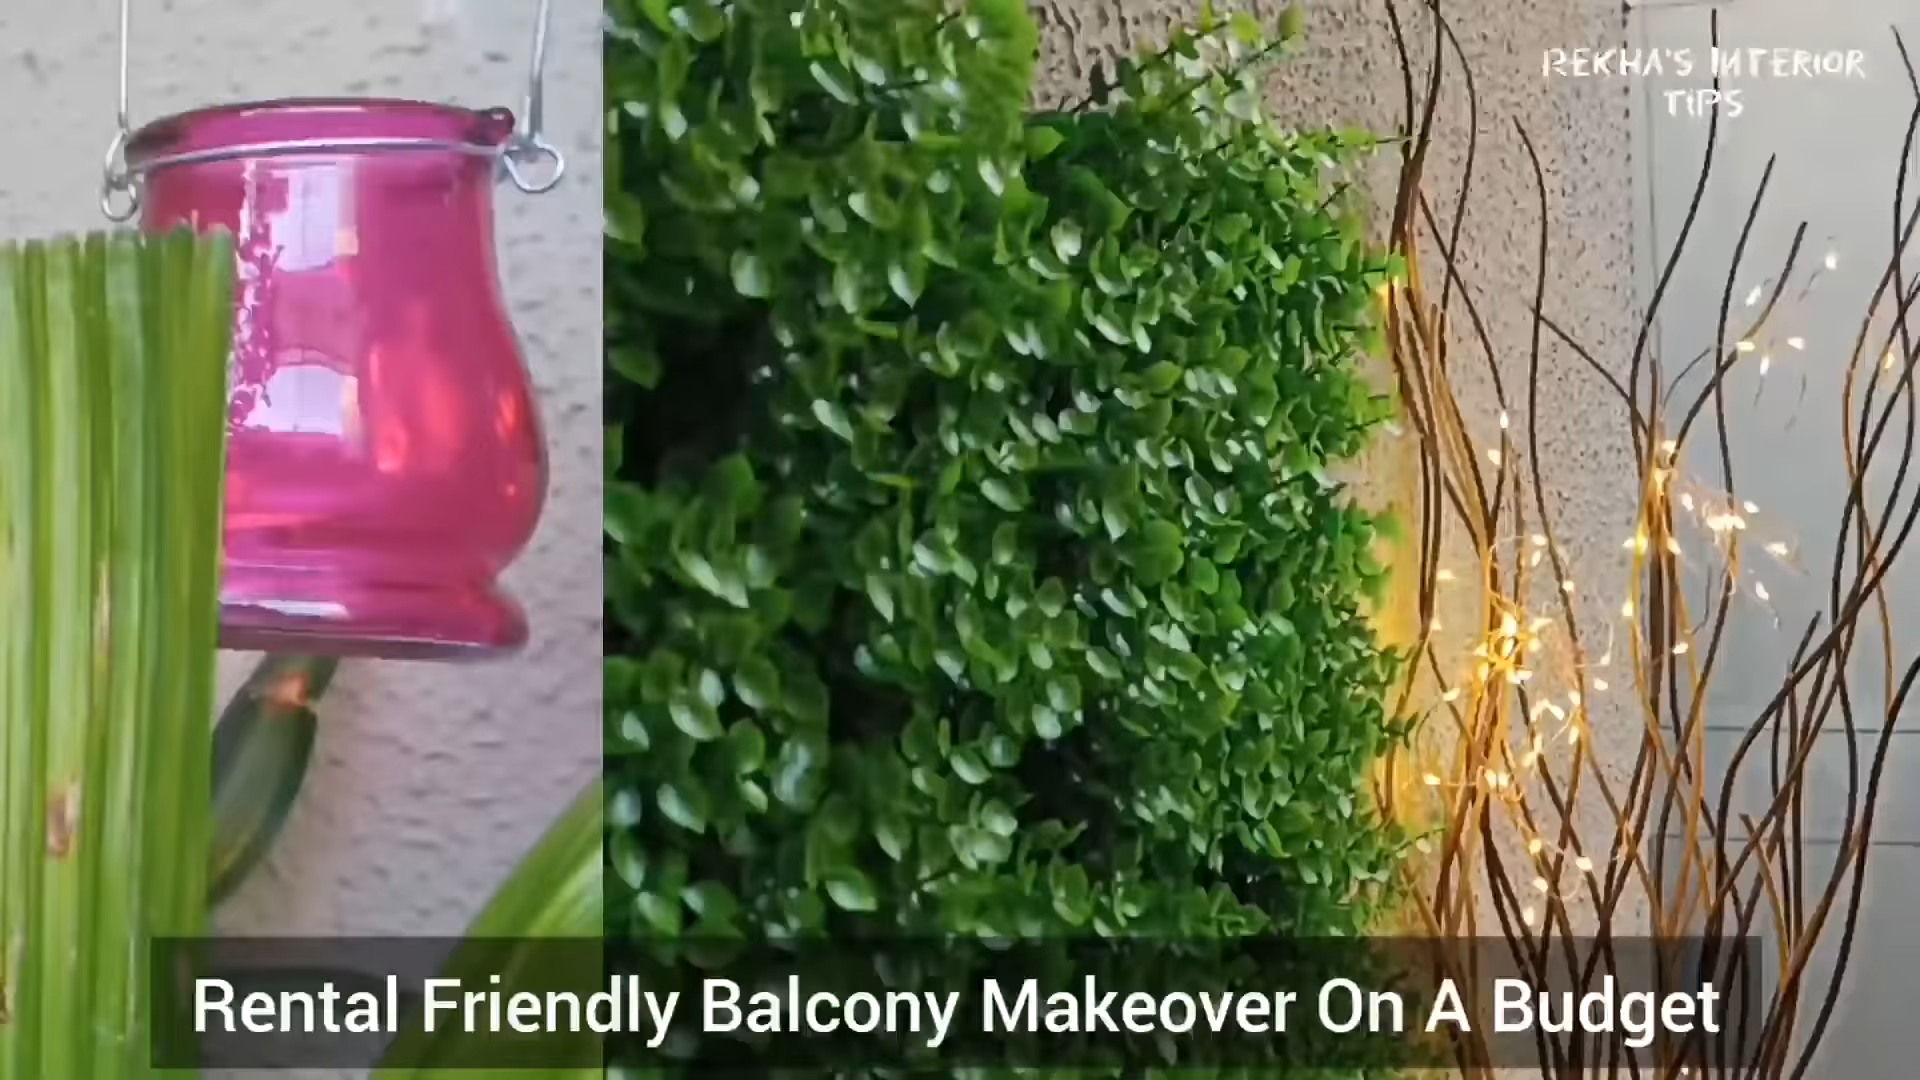 REKHA'S INTERIOR
TIPS
Rental Friendly Balcony Makeover On A Budget